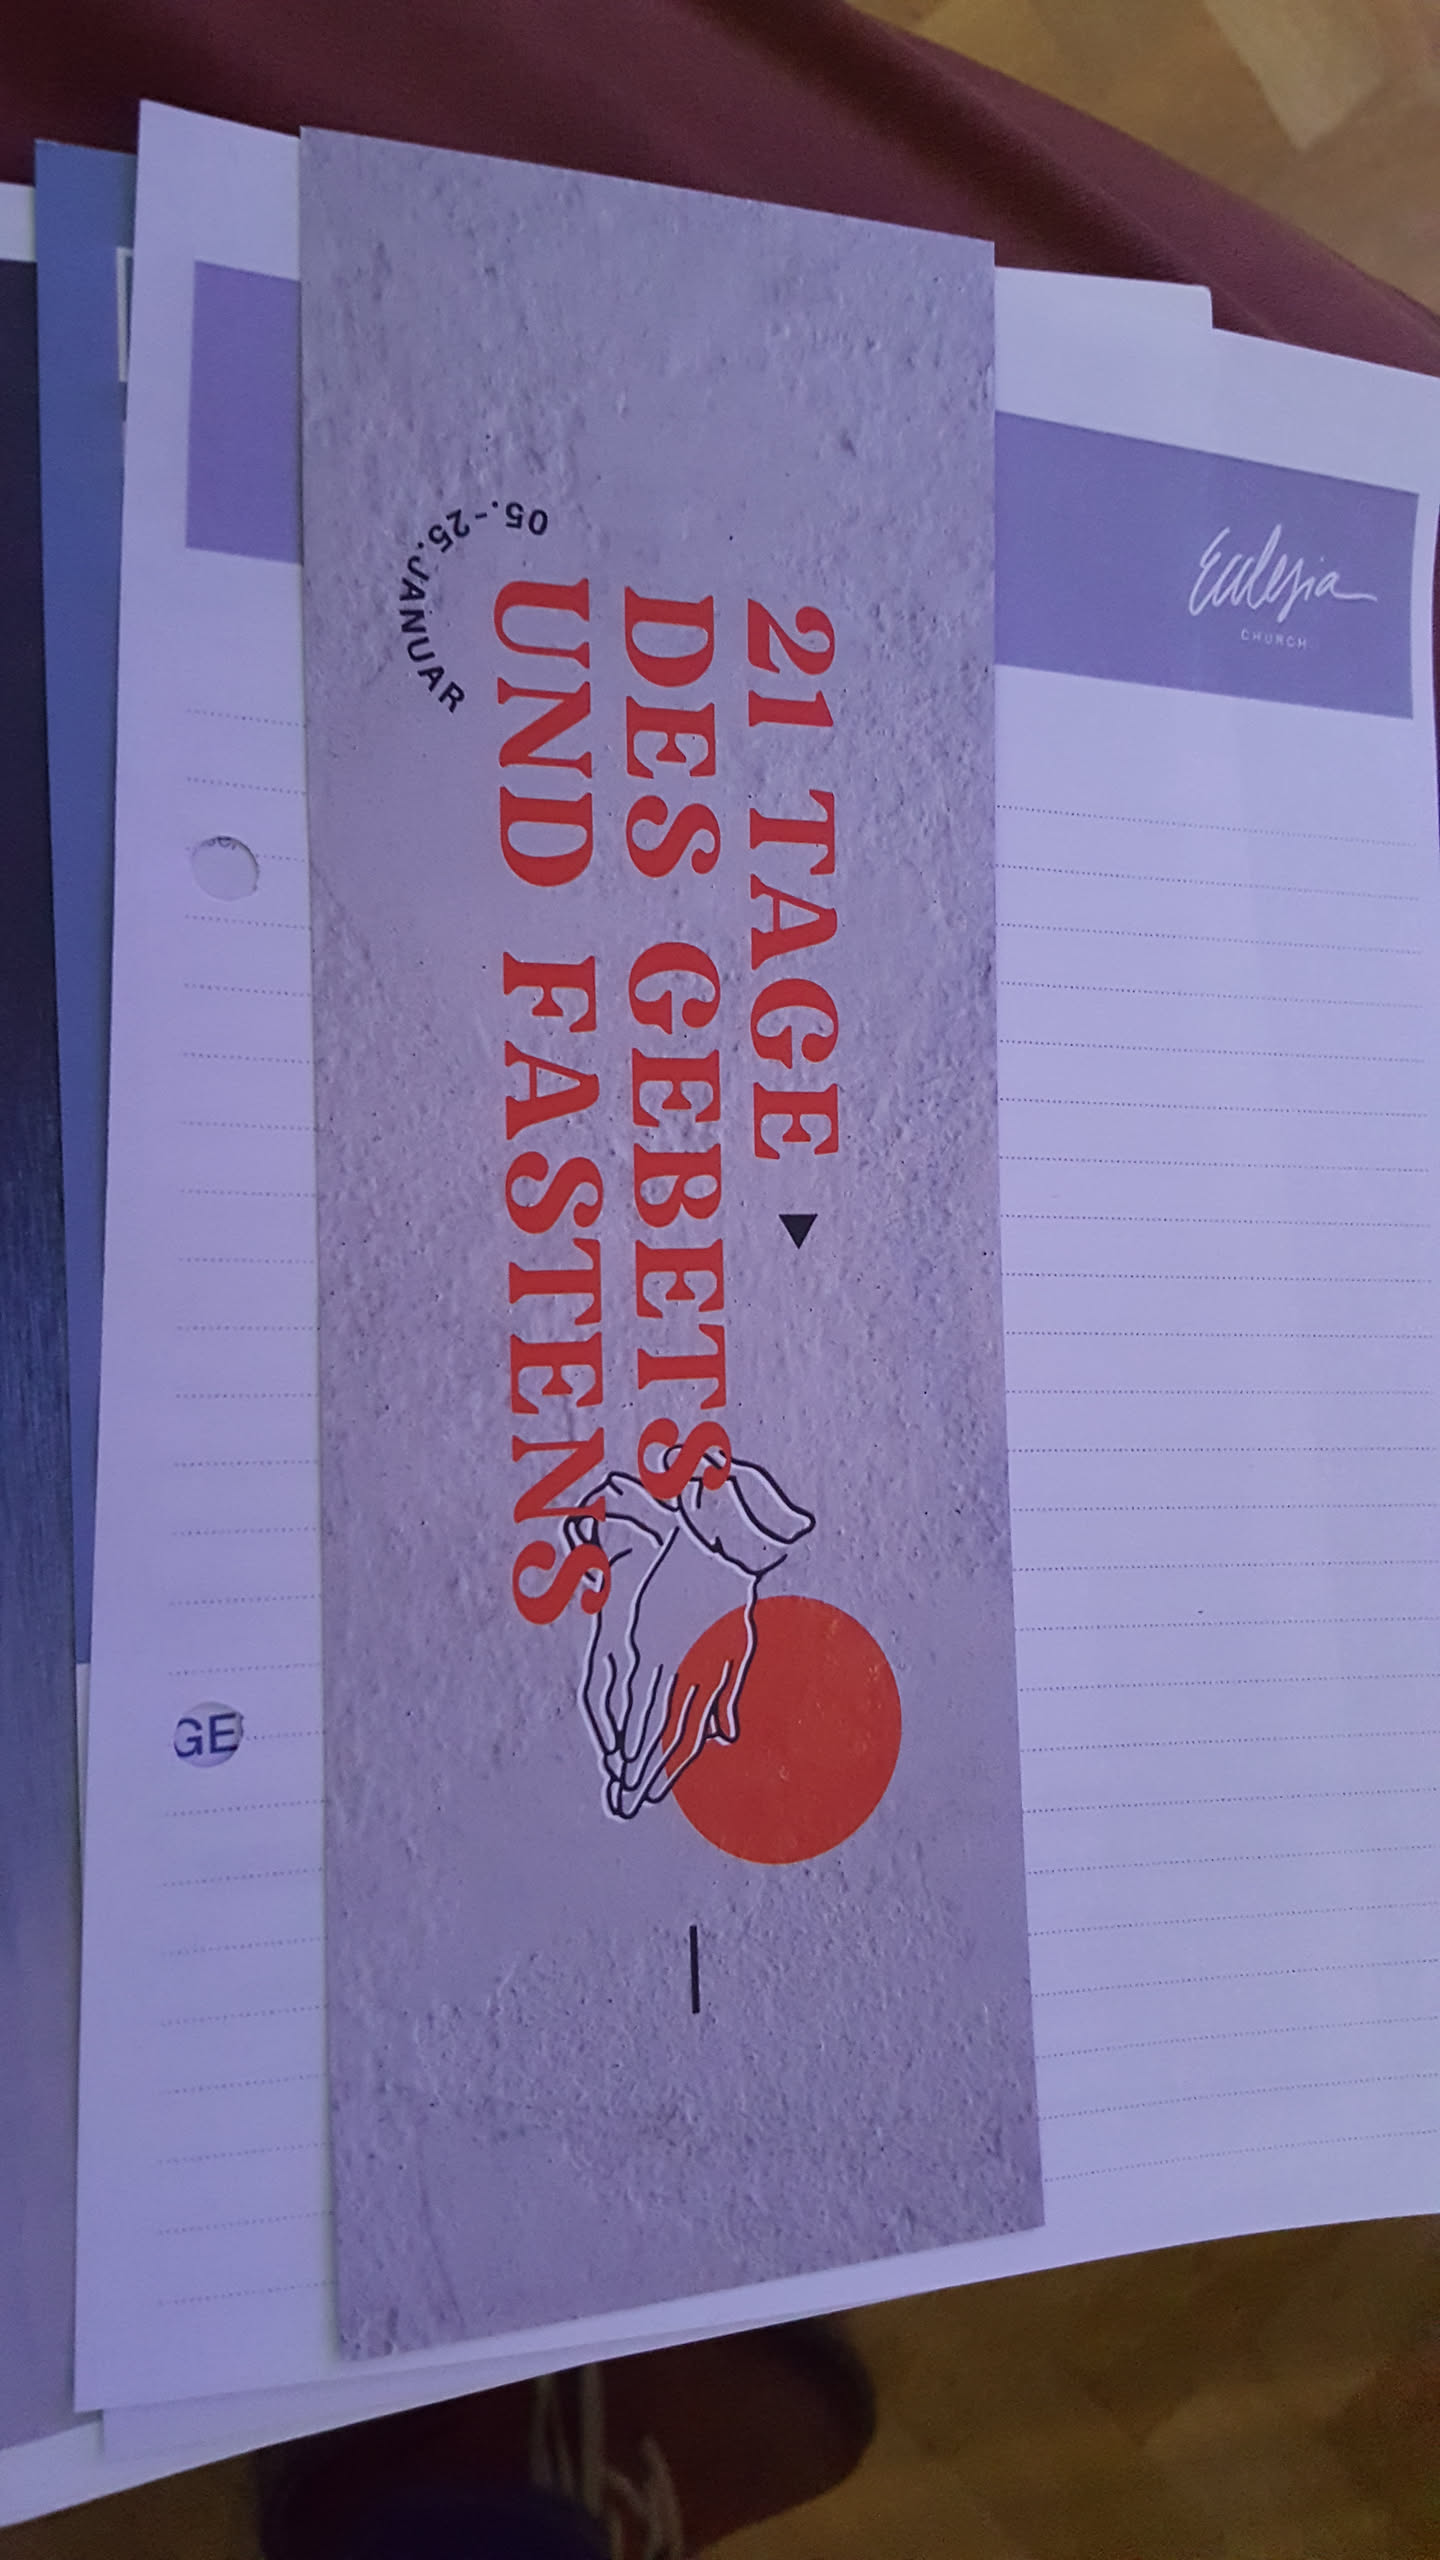 21 TAGE
DES GEBETS
UND FASTENS
05.-25. JANUAR
Ecclesia
CHURCH
GE